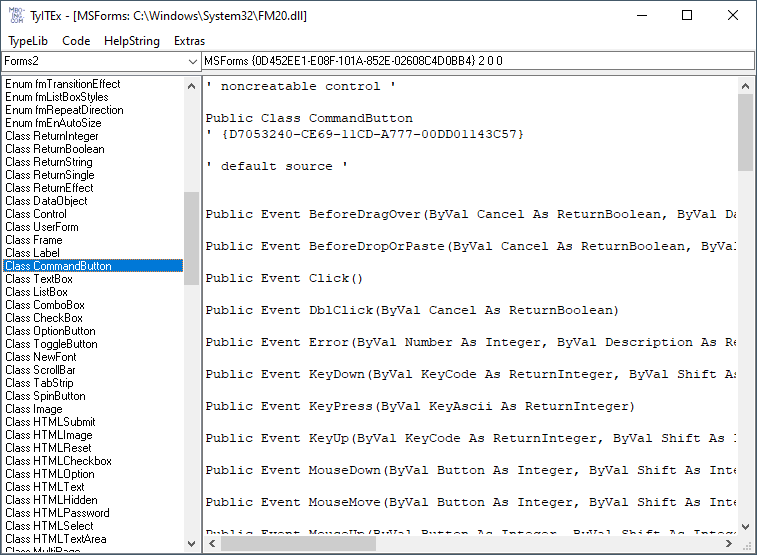 MB
O-ING
.COM
TylTEx - [MSForms: C:\Windows\System32\FM20.dll]
TypeLib Code HelpString Extras
Forms2
MSForms {0D452EE1-E08F-101A-852E-02608C4D0BB4} 2 0 0
Enum fmTransitionEffect
Enum fmListBoxStyles
Enum fmRepeatDirection
Enum fmEnAutoSize
Class ReturnInteger
Class ReturnBoolean
Class ReturnString
Class ReturnSingle
Class ReturnEffect
Class DataObject
Class Control
Class UserForm
Class Frame
Class Label
Class CommandButton
Class TextBox
Class ListBox
Class ComboBox
Class CheckBox
Class OptionButton
Class ToggleButton
Class NewFont
Class ScrollBar
Class TabStrip
Class SpinButton
Class Image
Class HTMLSubmit
Class HTMLImage
Class HTMLReset
Class HTMLCheckbox
Class HTMLOption
Class HTMLText
Class HTMLHidden
Class HTMLPassword
Class HTMLSelect
Class HTMLTextArea
Class MultiPage
' noncreatable control '
Public Class CommandButton
' {D7053240-CE69-11CD-A777-00DD01143C57}
' default source '
Public Event BeforeDragOver(ByVal Cancel As ReturnBoolean, ByVal Da
Public Event BeforeDropOrPaste(ByVal Cancel As ReturnBoolean, ByVal
Public Event Click()
Public Event DblClick(ByVal Cancel As ReturnBoolean)
Public Event Error(ByVal Number As Integer, ByVal Description As Re
Public Event KeyDown(ByVal KeyCode As ReturnInteger, ByVal Shift As
Public Event KeyPress(ByVal KeyAscii As ReturnInteger)
Public Event KeyUp(ByVal KeyCode As ReturnInteger, ByVal Shift As I
Public Event MouseDown(ByVal Button As Integer, ByVal Shift As Inte
Public Event MouseMove(ByVal Button As Integer, ByVal Shift As Inte
Public Event MouseUp(ByVal Button As Integer, ByVal Shift As Intege